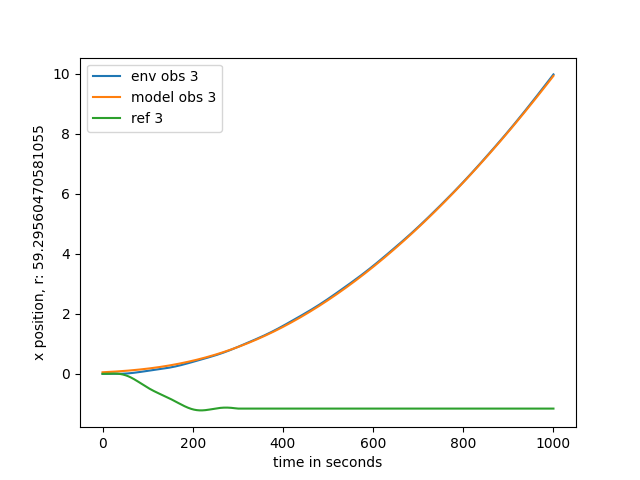 env obs 3
model obs 3
ref 3
10
8
6
4
2
0
x position, r: 59.29560470581055
0 200 400 600 800 1000
time in seconds